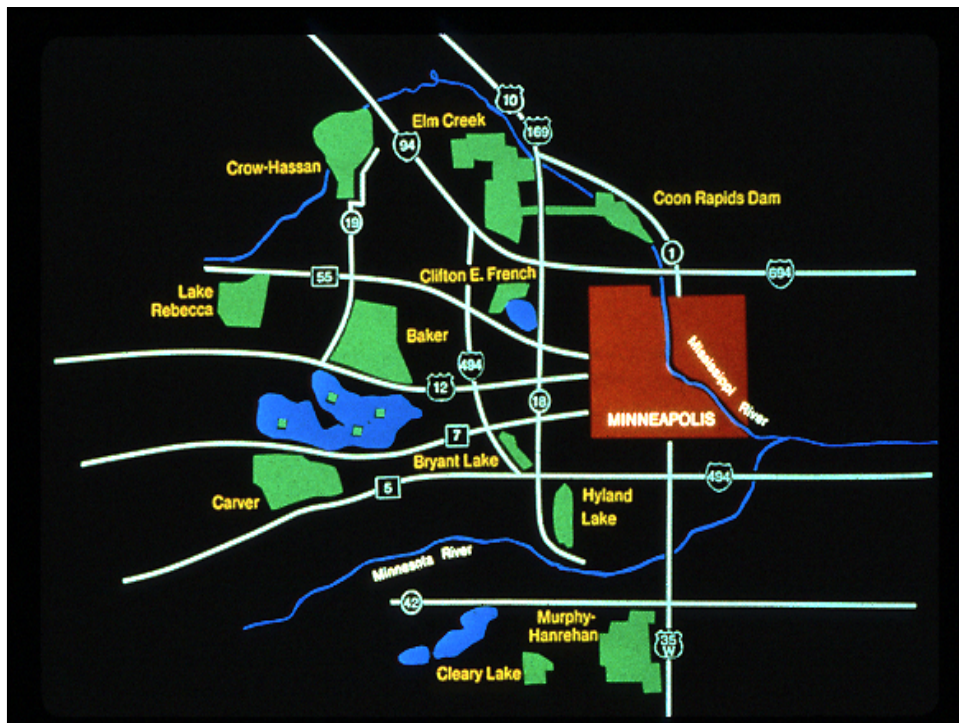 10
Elm Creek
169
94
Crow-Hassan
Coon Rapids Dam
19
1
55
Clifton E. French
694
Lake
Rebecca
Baker
Mississippi River
494
12
18
MINNEAPOLIS
7
Bryant Lake
494
Carver
5
Hyland
Lake
Minnesota River
42
Murphy-
Hanrehan
35
W
Cleary Lake